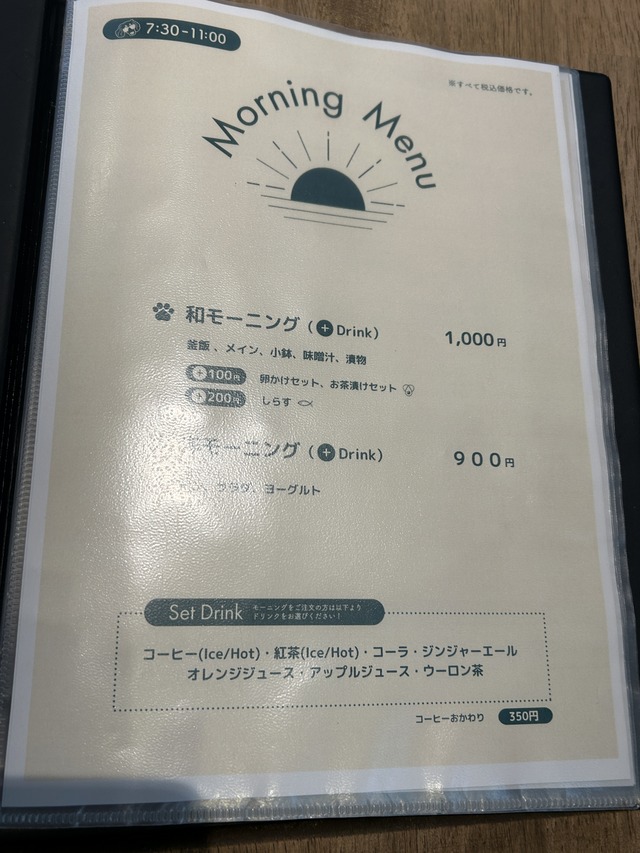 7:30-11:00
※すべて税込価格です。
Morning Menu
和モーニング (+Drink) 1,000円
釜飯、メイン、小鉢、味噌汁、漬物
+100円 卵かけセット、お茶漬けセット
+200円 しらす
モーニング (+Drink) 900円
サラダ、ヨーグルト
Set Drink モーニングをご注文の方は以下より
ドリンクをお選びください！
コーヒー(Ice/Hot)・紅茶(Ice/Hot)・コーラ・ジンジャーエール
オレンジジュース・アップルジュース・ウーロン茶
コーヒーおかわり 350円